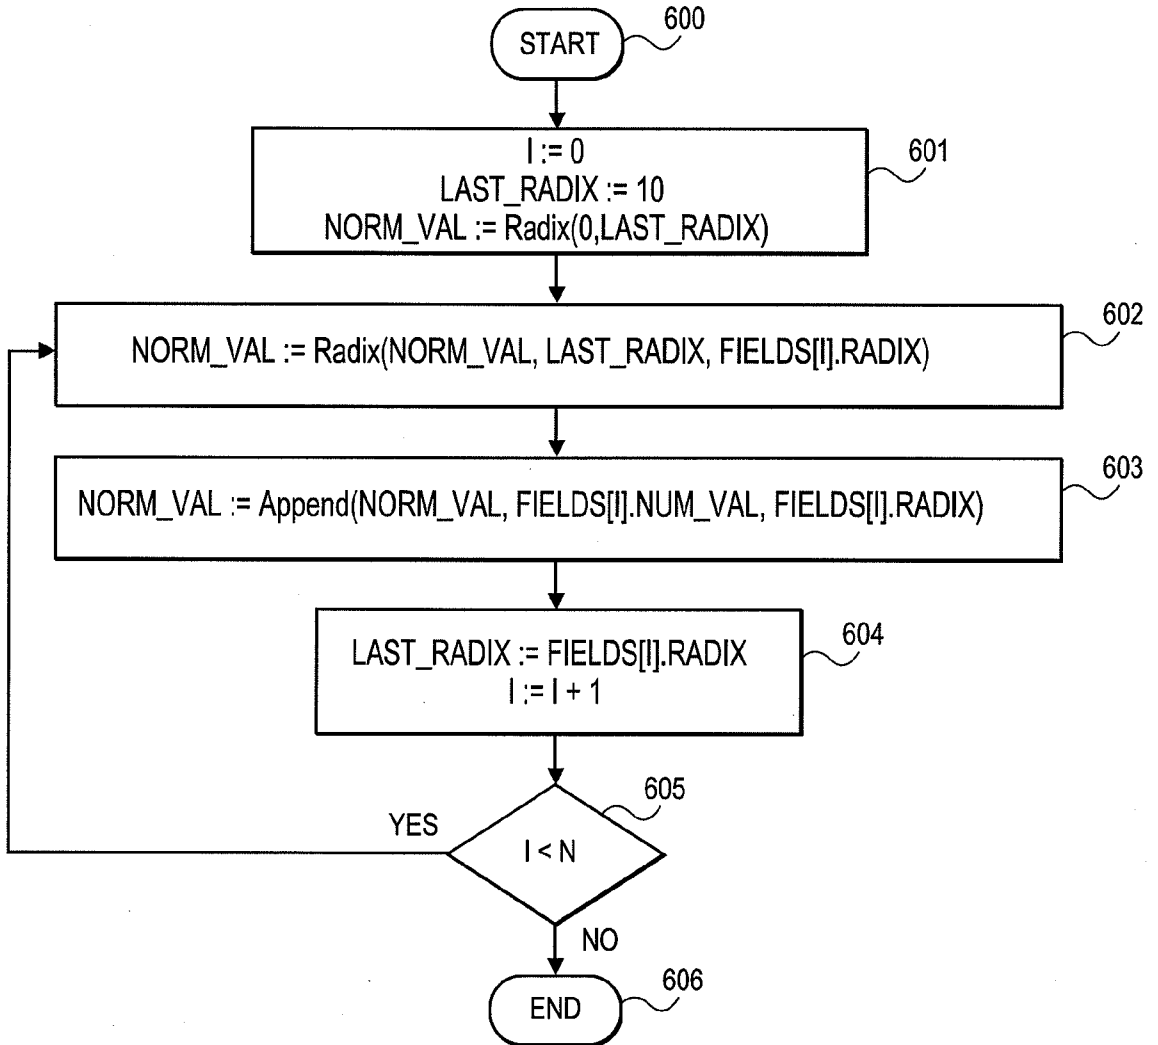 START
600
I := 0
LAST_RADIX := 10
NORM_VAL := Radix(0,LAST_RADIX)
601
NORM_VAL := Radix(NORM_VAL, LAST_RADIX, FIELDS[I].RADIX)
602
NORM_VAL := Append(NORM_VAL, FIELDS[I].NUM_VAL, FIELDS[I].RADIX)
603
LAST_RADIX := FIELDS[I].RADIX
I := I + 1
604
I < N
605
YES
NO
END
606